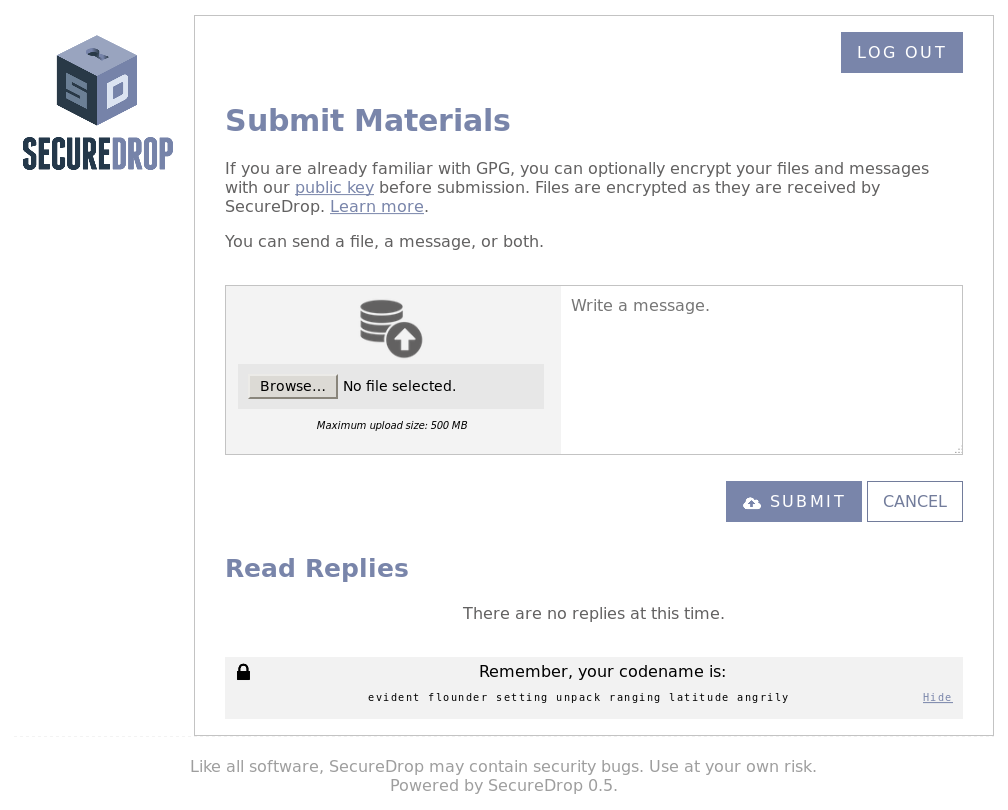 LOG OUT
SD
SECUREDROP
Submit Materials
If you are already familiar with GPG, you can optionally encrypt your files and messages
with our public key before submission. Files are encrypted as they are received by
SecureDrop. Learn more.
You can send a file, a message, or both.
Write a message.
Browse... No file selected.
Maximum upload size: 500 MB
SUBMIT CANCEL
Read Replies
There are no replies at this time.
Remember, your codename is:
evident flounder setting unpack ranging latitude angrily Hide
Like all software, SecureDrop may contain security bugs. Use at your own risk.
Powered by SecureDrop 0.5.